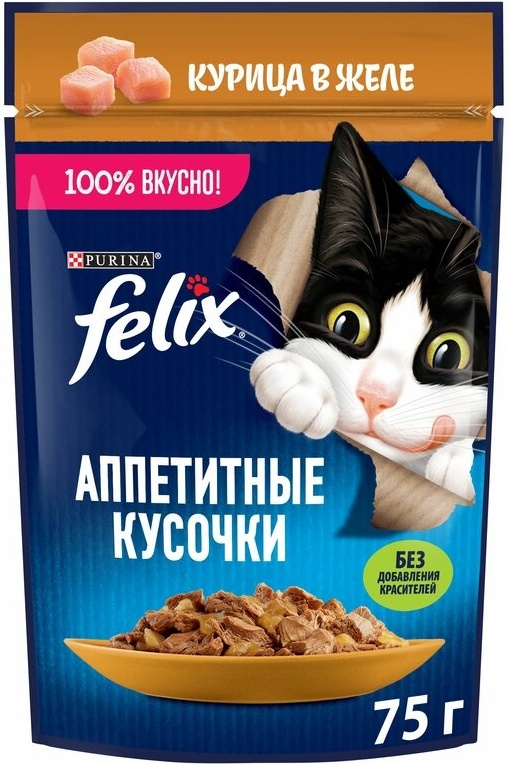 КУРИЦА В ЖЕЛЕ
100% ВКУСНО!
PURINA®
felix®
АППЕТИТНЫЕ
КУСОЧКИ
БЕЗ
ДОБАВЛЕНИЯ
КРАСИТЕЛЕЙ
75 г